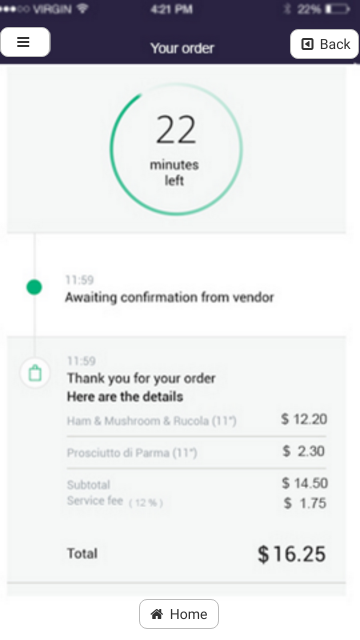 VIRGIN 4:21 PM 22%
Your order
Back
22
minutes
left
11:59
Awaiting confirmation from vendor
11:59
Thank you for your order
Here are the details
Ham & Mushroom & Rucola (11") $ 12.20
Prosciutto di Parma (11") $ 2.30
Subtotal $ 14.50
Service fee ( 12 % ) $ 1.75
Total $16.25
Home